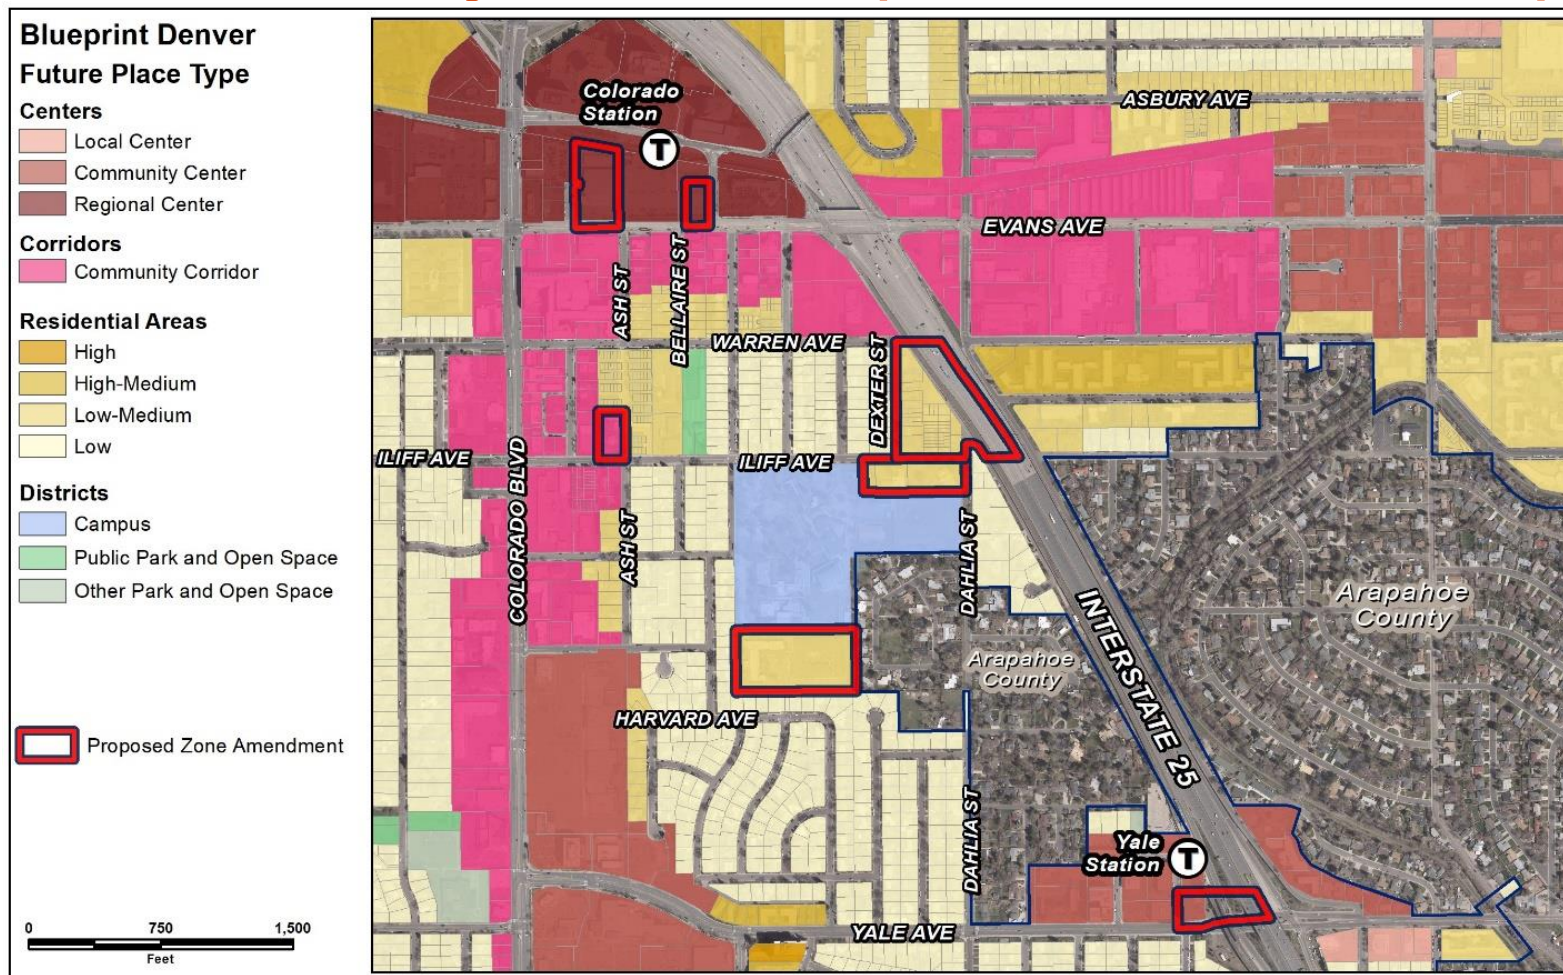 Blueprint Denver
Future Place Type
Centers
Local Center
Community Center
Regional Center
Corridors
Community Corridor
Residential Areas
High
High-Medium
Low-Medium
Low
Districts
Campus
Public Park and Open Space
Other Park and Open Space
Proposed Zone Amendment
0 750 1,500
Feet
Colorado
Station
T
ASBURY AVE
EVANS AVE
ASH ST
BELLAIRE ST
WARREN AVE
DEXTER ST
ILIFF AVE
COLORADO BLVD
ILIFF AVE
ASH ST
DAHLIA ST
INTERSTATE 25
Arapahoe
County
Arapahoe
County
HARVARD AVE
DAHLIA ST
Yale
Station
T
YALE AVE